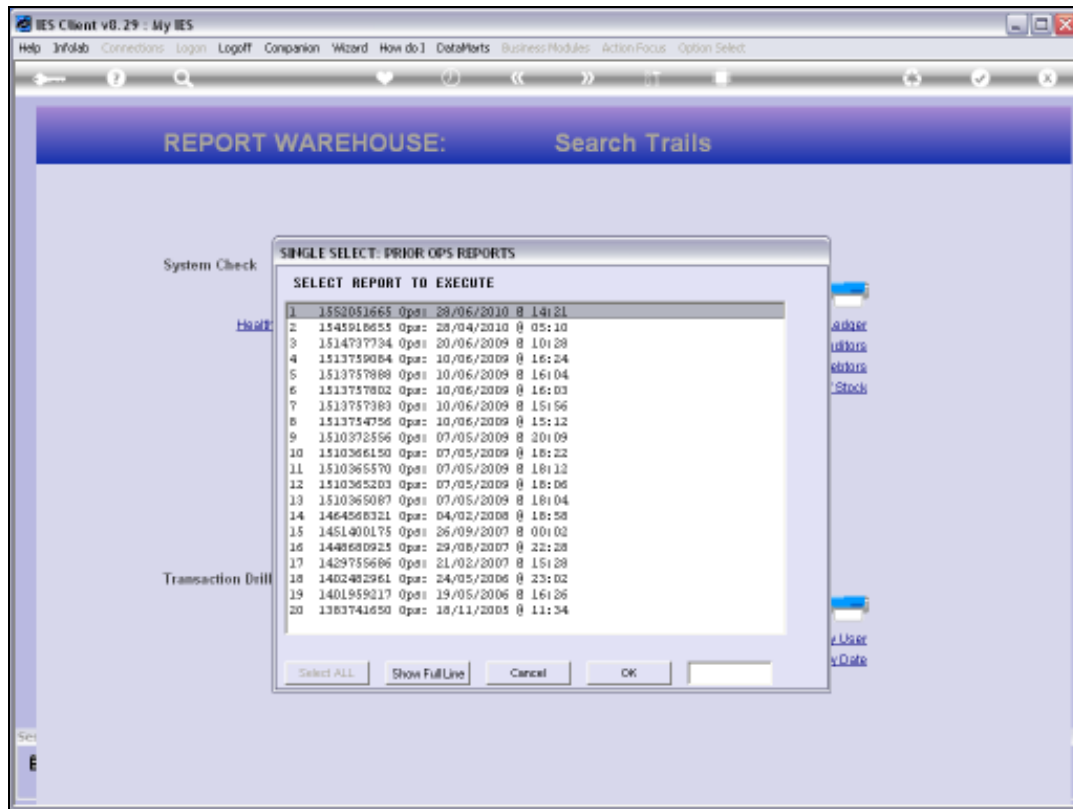 IES Client v8.29 : My IES
Help Infolab Connections Logon Logoff Companion Wizard How do I DataMarts Business Modules Action Focus Option Select
REPORT WAREHOUSE: Search Trails
System Check
SINGLE SELECT: PRIOR OPS REPORTS
SELECT REPORT TO EXECUTE
1 1552051665 Ops: 28/06/2010 @ 14:21
2 1545918655 Ops: 28/04/2010 @ 05:10
3 1514737734 Ops: 20/06/2009 @ 10:28
4 1513759084 Ops: 10/06/2009 @ 16:24
5 1513757888 Ops: 10/06/2009 @ 16:04
6 1513757802 Ops: 10/06/2009 @ 16:03
7 1513757383 Ops: 10/06/2009 @ 15:56
8 1513754756 Ops: 10/06/2009 @ 15:12
9 1510372556 Ops: 07/05/2009 @ 20:09
10 1510366150 Ops: 07/05/2009 @ 18:22
11 1510365570 Ops: 07/05/2009 @ 18:12
12 1510365203 Ops: 07/05/2009 @ 18:06
13 1510365087 Ops: 07/05/2009 @ 18:04
14 1464568321 Ops: 04/02/2008 @ 18:58
15 1451400175 Ops: 26/09/2007 @ 00:02
16 1448680925 Ops: 29/08/2007 @ 22:28
17 1429755686 Ops: 21/02/2007 @ 15:28
18 1402482961 Ops: 24/05/2006 @ 23:02
19 1401959217 Ops: 19/05/2006 @ 16:26
20 1383741650 Ops: 18/11/2005 @ 11:34
Stock
Transaction Drill
User
Date
Select ALL Show Full Line Cancel OK